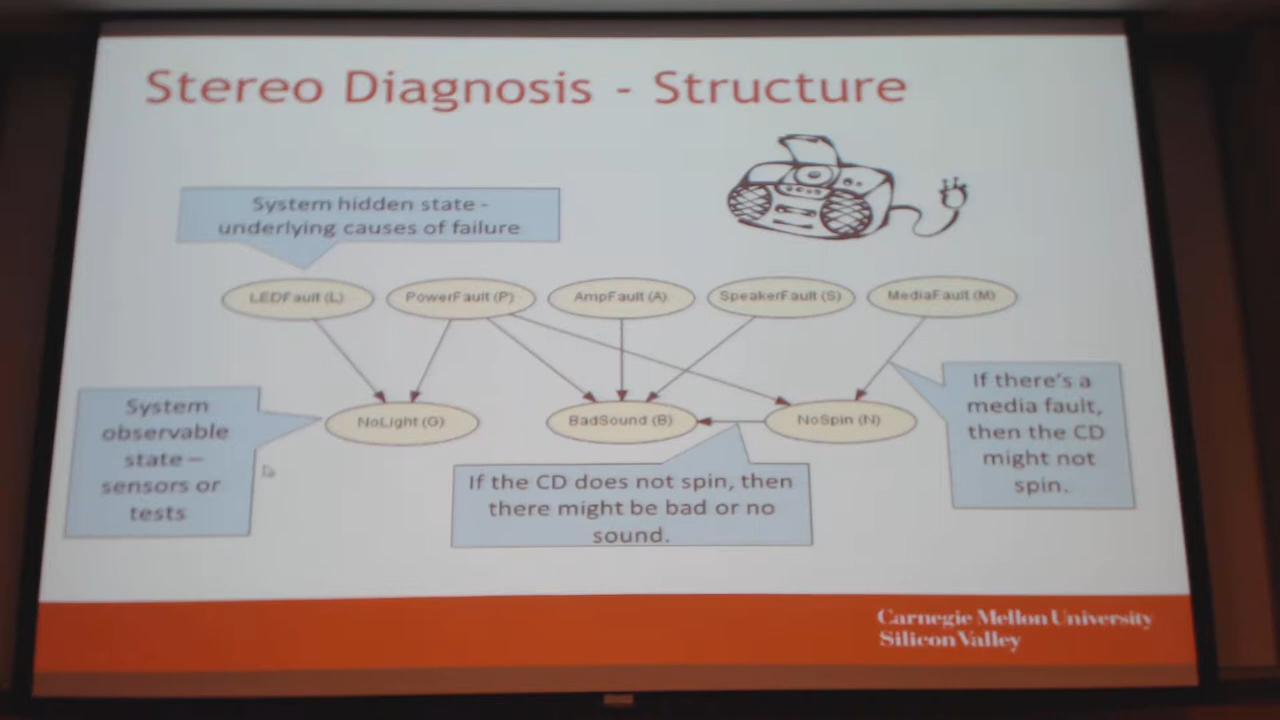 Stereo Diagnosis - Structure
System hidden state -
underlying causes of failure
LEDFault (L)
PowerFault (P)
AmpFault (A)
SpeakerFault (S)
MediaFault (M)
System
observable
state –
sensors or
tests
NoLight (G)
BadSound (B)
NoSpin (N)
If there's a
media fault,
then the CD
might not
spin.
If the CD does not spin, then
there might be bad or no
sound.
Carnegie Mellon University
Silicon Valley